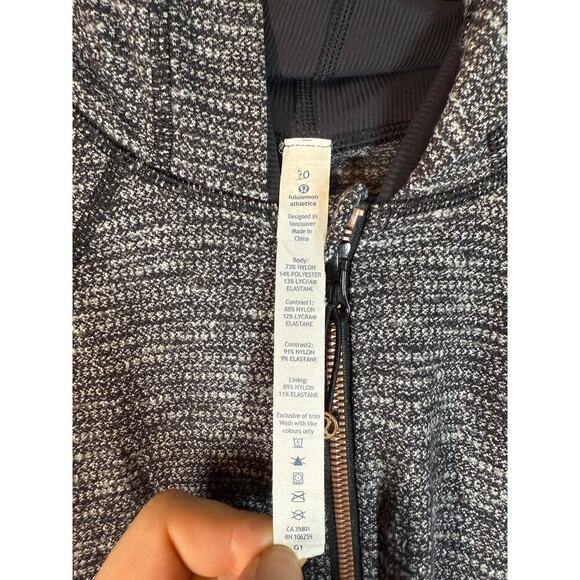 10
lululemon
athletica
Designed in
Vancouver
Made in
China
Body:
73% NYLON
14% POLYESTER
13% LYCRA®
ELASTANE
Contrast1:
88% NYLON
12% LYCRA®
ELASTANE
Contrast2:
91% NYLON
9% ELASTANE
Lining:
89% NYLON
11% ELASTANE
Exclusive of trim
Wash with like
colours only
CA 35801
RN 106259
G1